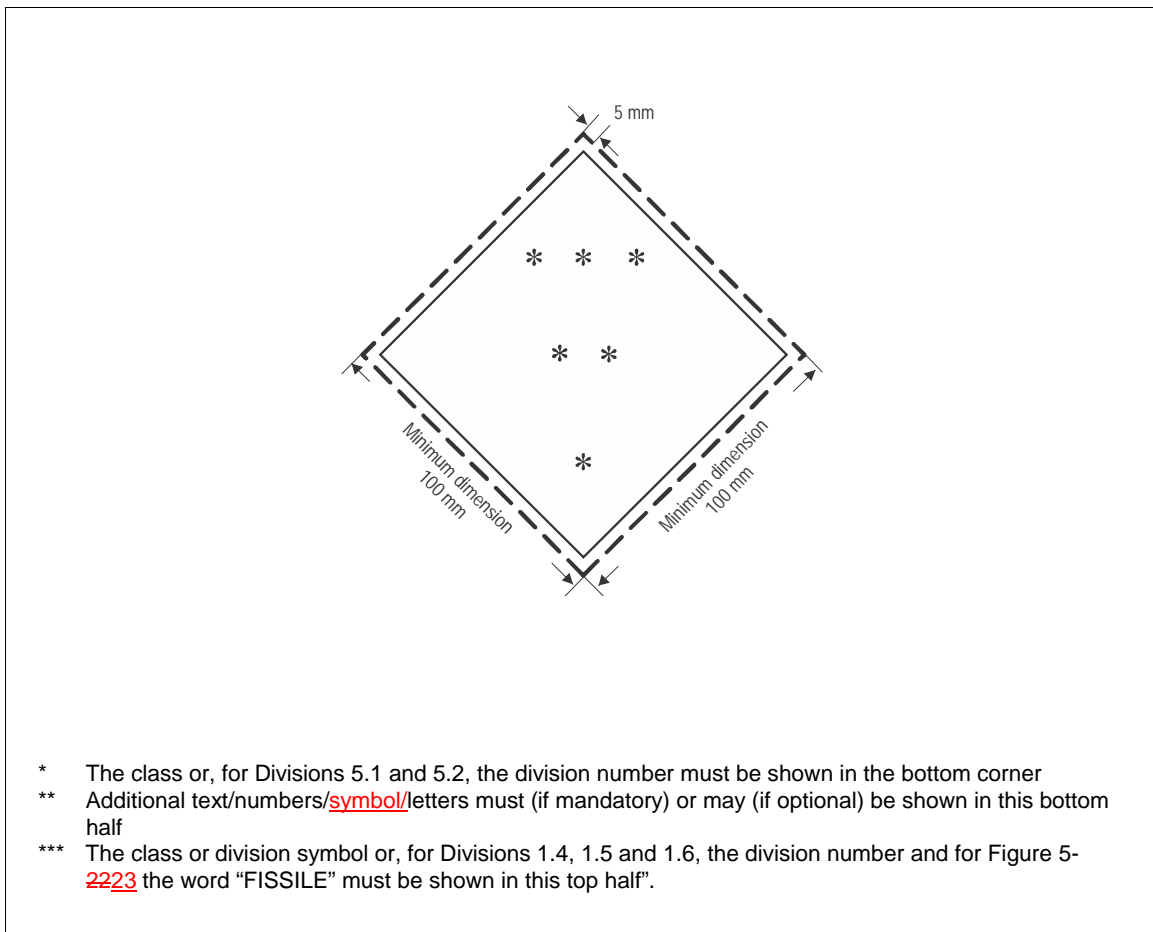 5 mm
* * *
* *
*
Minimum dimension
100 mm
Minimum dimension
100 mm
* The class or, for Divisions 5.1 and 5.2, the division number must be shown in the bottom corner
** Additional text/numbers/symbol/letters must (if mandatory) or may (if optional) be shown in this bottom
half
*** The class or division symbol or, for Divisions 1.4, 1.5 and 1.6, the division number and for Figure 5-
2223 the word “FISSILE” must be shown in this top half”.